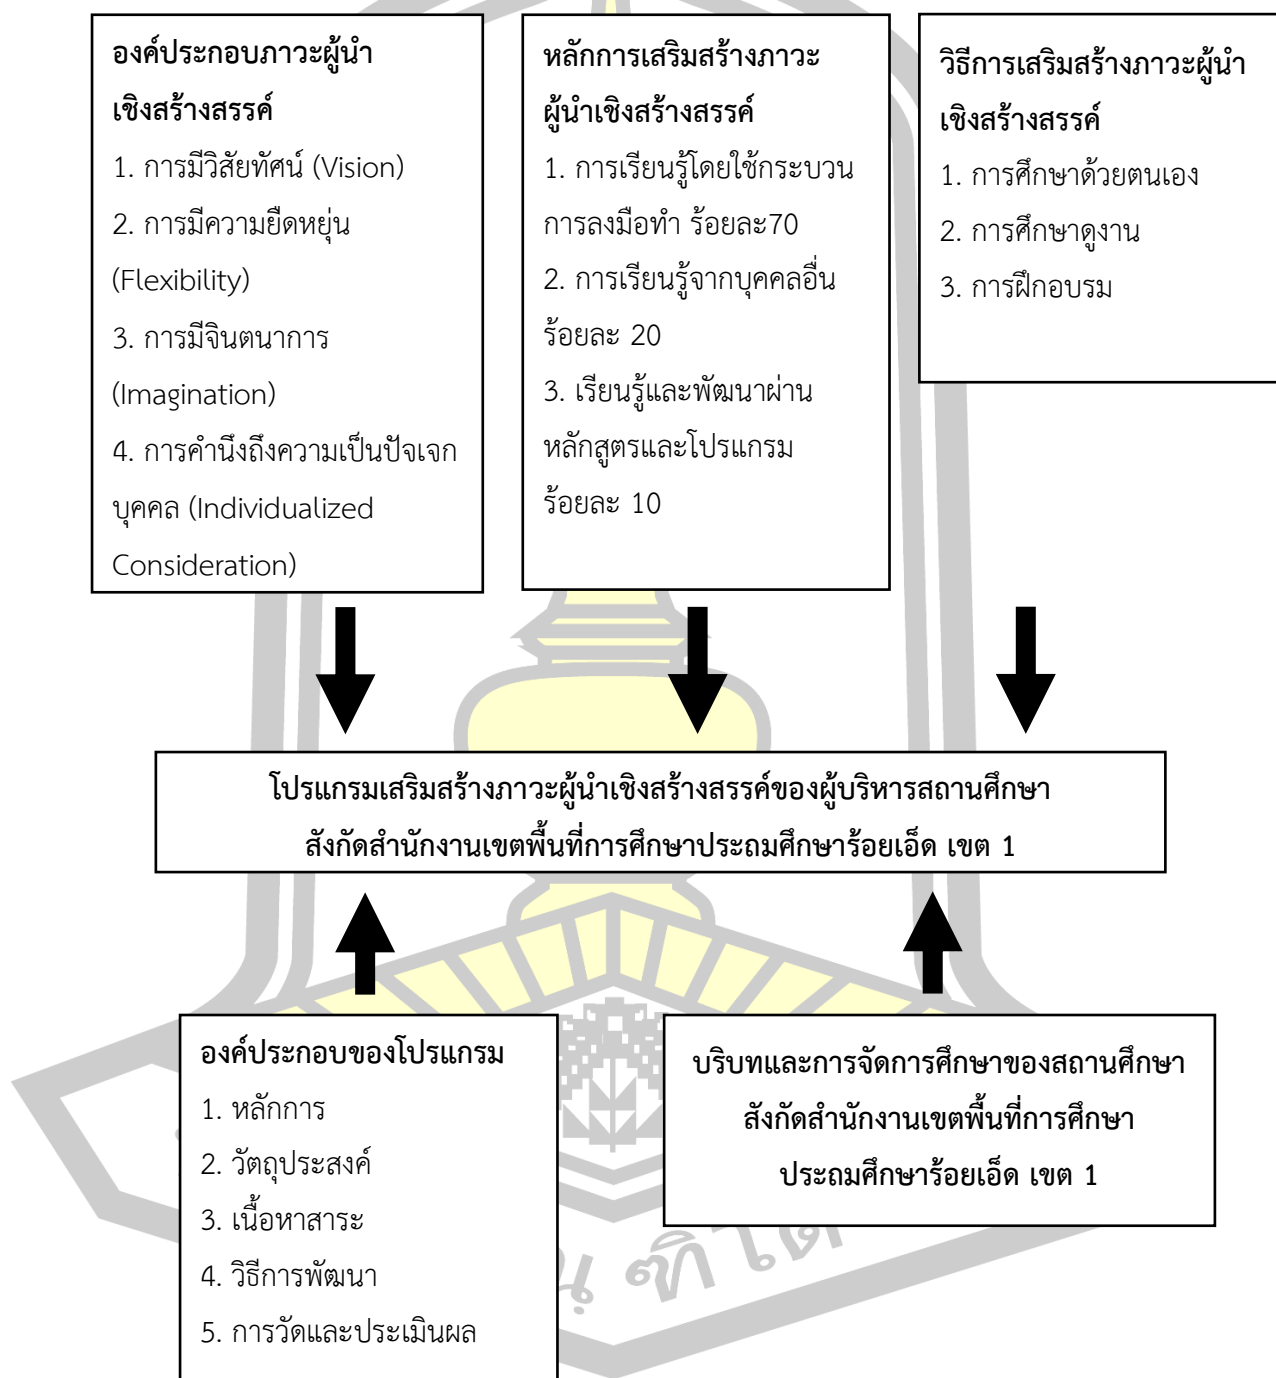 องค์ประกอบภาวะผู้นำ
เชิงสร้างสรรค์
1. การมีวิสัยทัศน์ (Vision)
2. การมีความยืดหยุ่น
(Flexibility)
3. การมีจินตนาการ
(Imagination)
4. การคำนึงถึงความเป็นปัจเจก
บุคคล (Individualized
Consideration)
หลักการเสริมสร้างภาวะ
ผู้นำเชิงสร้างสรรค์
1. การเรียนรู้โดยใช้กระบวน
การลงมือทำ ร้อยละ70
2. การเรียนรู้จากบุคคลอื่น
ร้อยละ 20
3. เรียนรู้และพัฒนาผ่าน
หลักสูตรและโปรแกรม
ร้อยละ 10
วิธีการเสริมสร้างภาวะผู้นำ
เชิงสร้างสรรค์
1. การศึกษาด้วยตนเอง
2. การศึกษาดูงาน
3. การฝึกอบรม
โปรแกรมเสริมสร้างภาวะผู้นำเชิงสร้างสรรค์ของผู้บริหารสถานศึกษา
สังกัดสำนักงานเขตพื้นที่การศึกษาประถมศึกษาร้อยเอ็ด เขต 1
องค์ประกอบของโปรแกรม
1. หลักการ
2. วัตถุประสงค์
3. เนื้อหาสาระ
4. วิธีการพัฒนา
5. การวัดและประเมินผล
บริบทและการจัดการศึกษาของสถานศึกษา
สังกัดสำนักงานเขตพื้นที่การศึกษา
ประถมศึกษาร้อยเอ็ด เขต 1